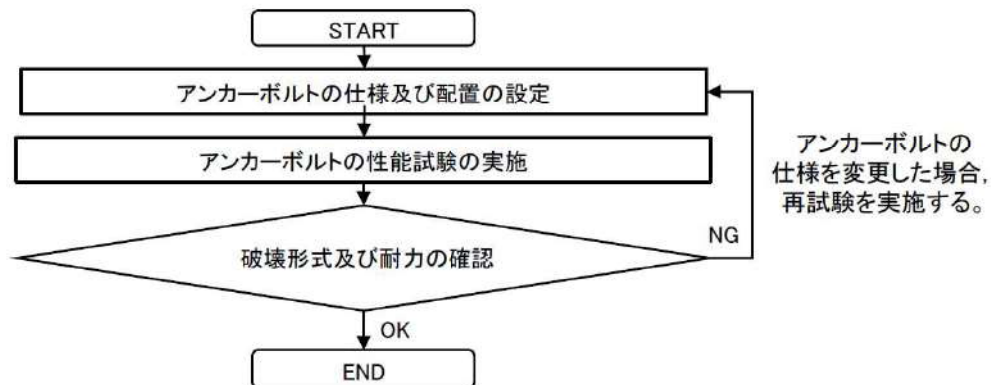 START
アンカーボルトの仕様及び配置の設定
アンカーボルトの性能試験の実施
アンカーボルトの
仕様を変更した場合,
再試験を実施する。
NG
破壊形式及び耐力の確認
OK
END